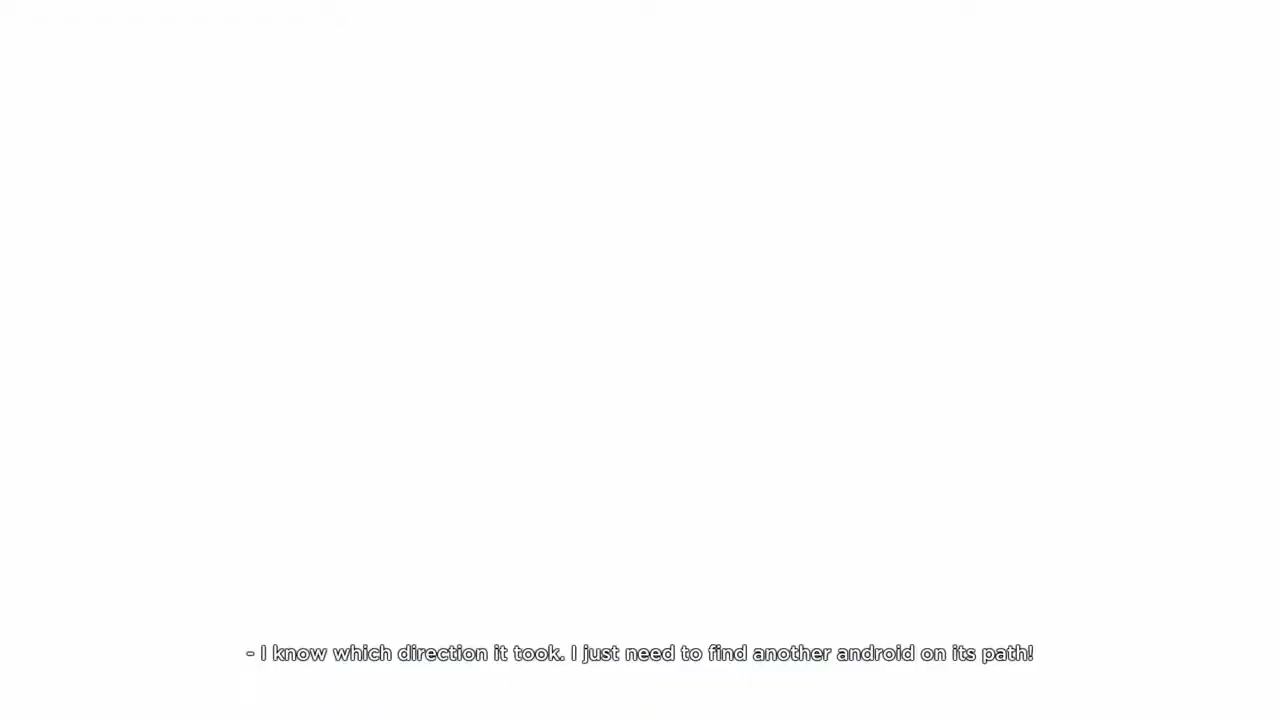 - I know which direction it took. I just need to find another android on its path!